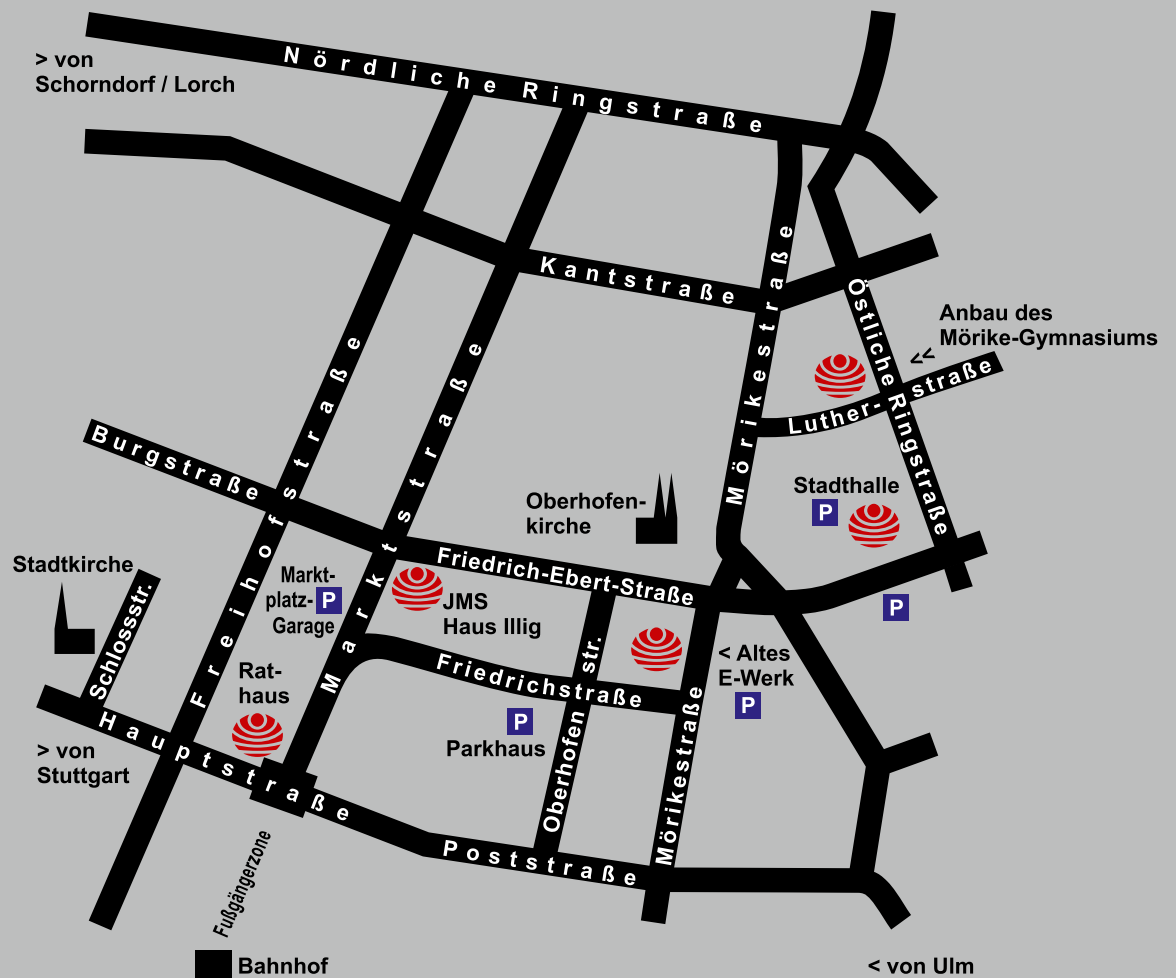 Nördliche Ringstraße
> von
Schorndorf / Lorch
Kantstraße
Mörikestraße
Östliche Ringstraße
Anbau des
Mörike-Gymnasiums
<<
Luther-straße
Freihofstraße
Marktstraße
Burgstraße
Oberhofen-
kirche
Stadthalle
P
Friedrich-Ebert-Straße
Stadtkirche
Schlossstr.
Markt-
platz- P
Garage
JMS
Haus Illig
P
Friedrichstraße
Oberhofenstr.
< Altes
E-Werk
P
Rat-
haus
P
Parkhaus
Mörikestraße
Hauptstraße
> von
Stuttgart
Poststraße
Fußgängerzone
Bahnhof
< von Ulm